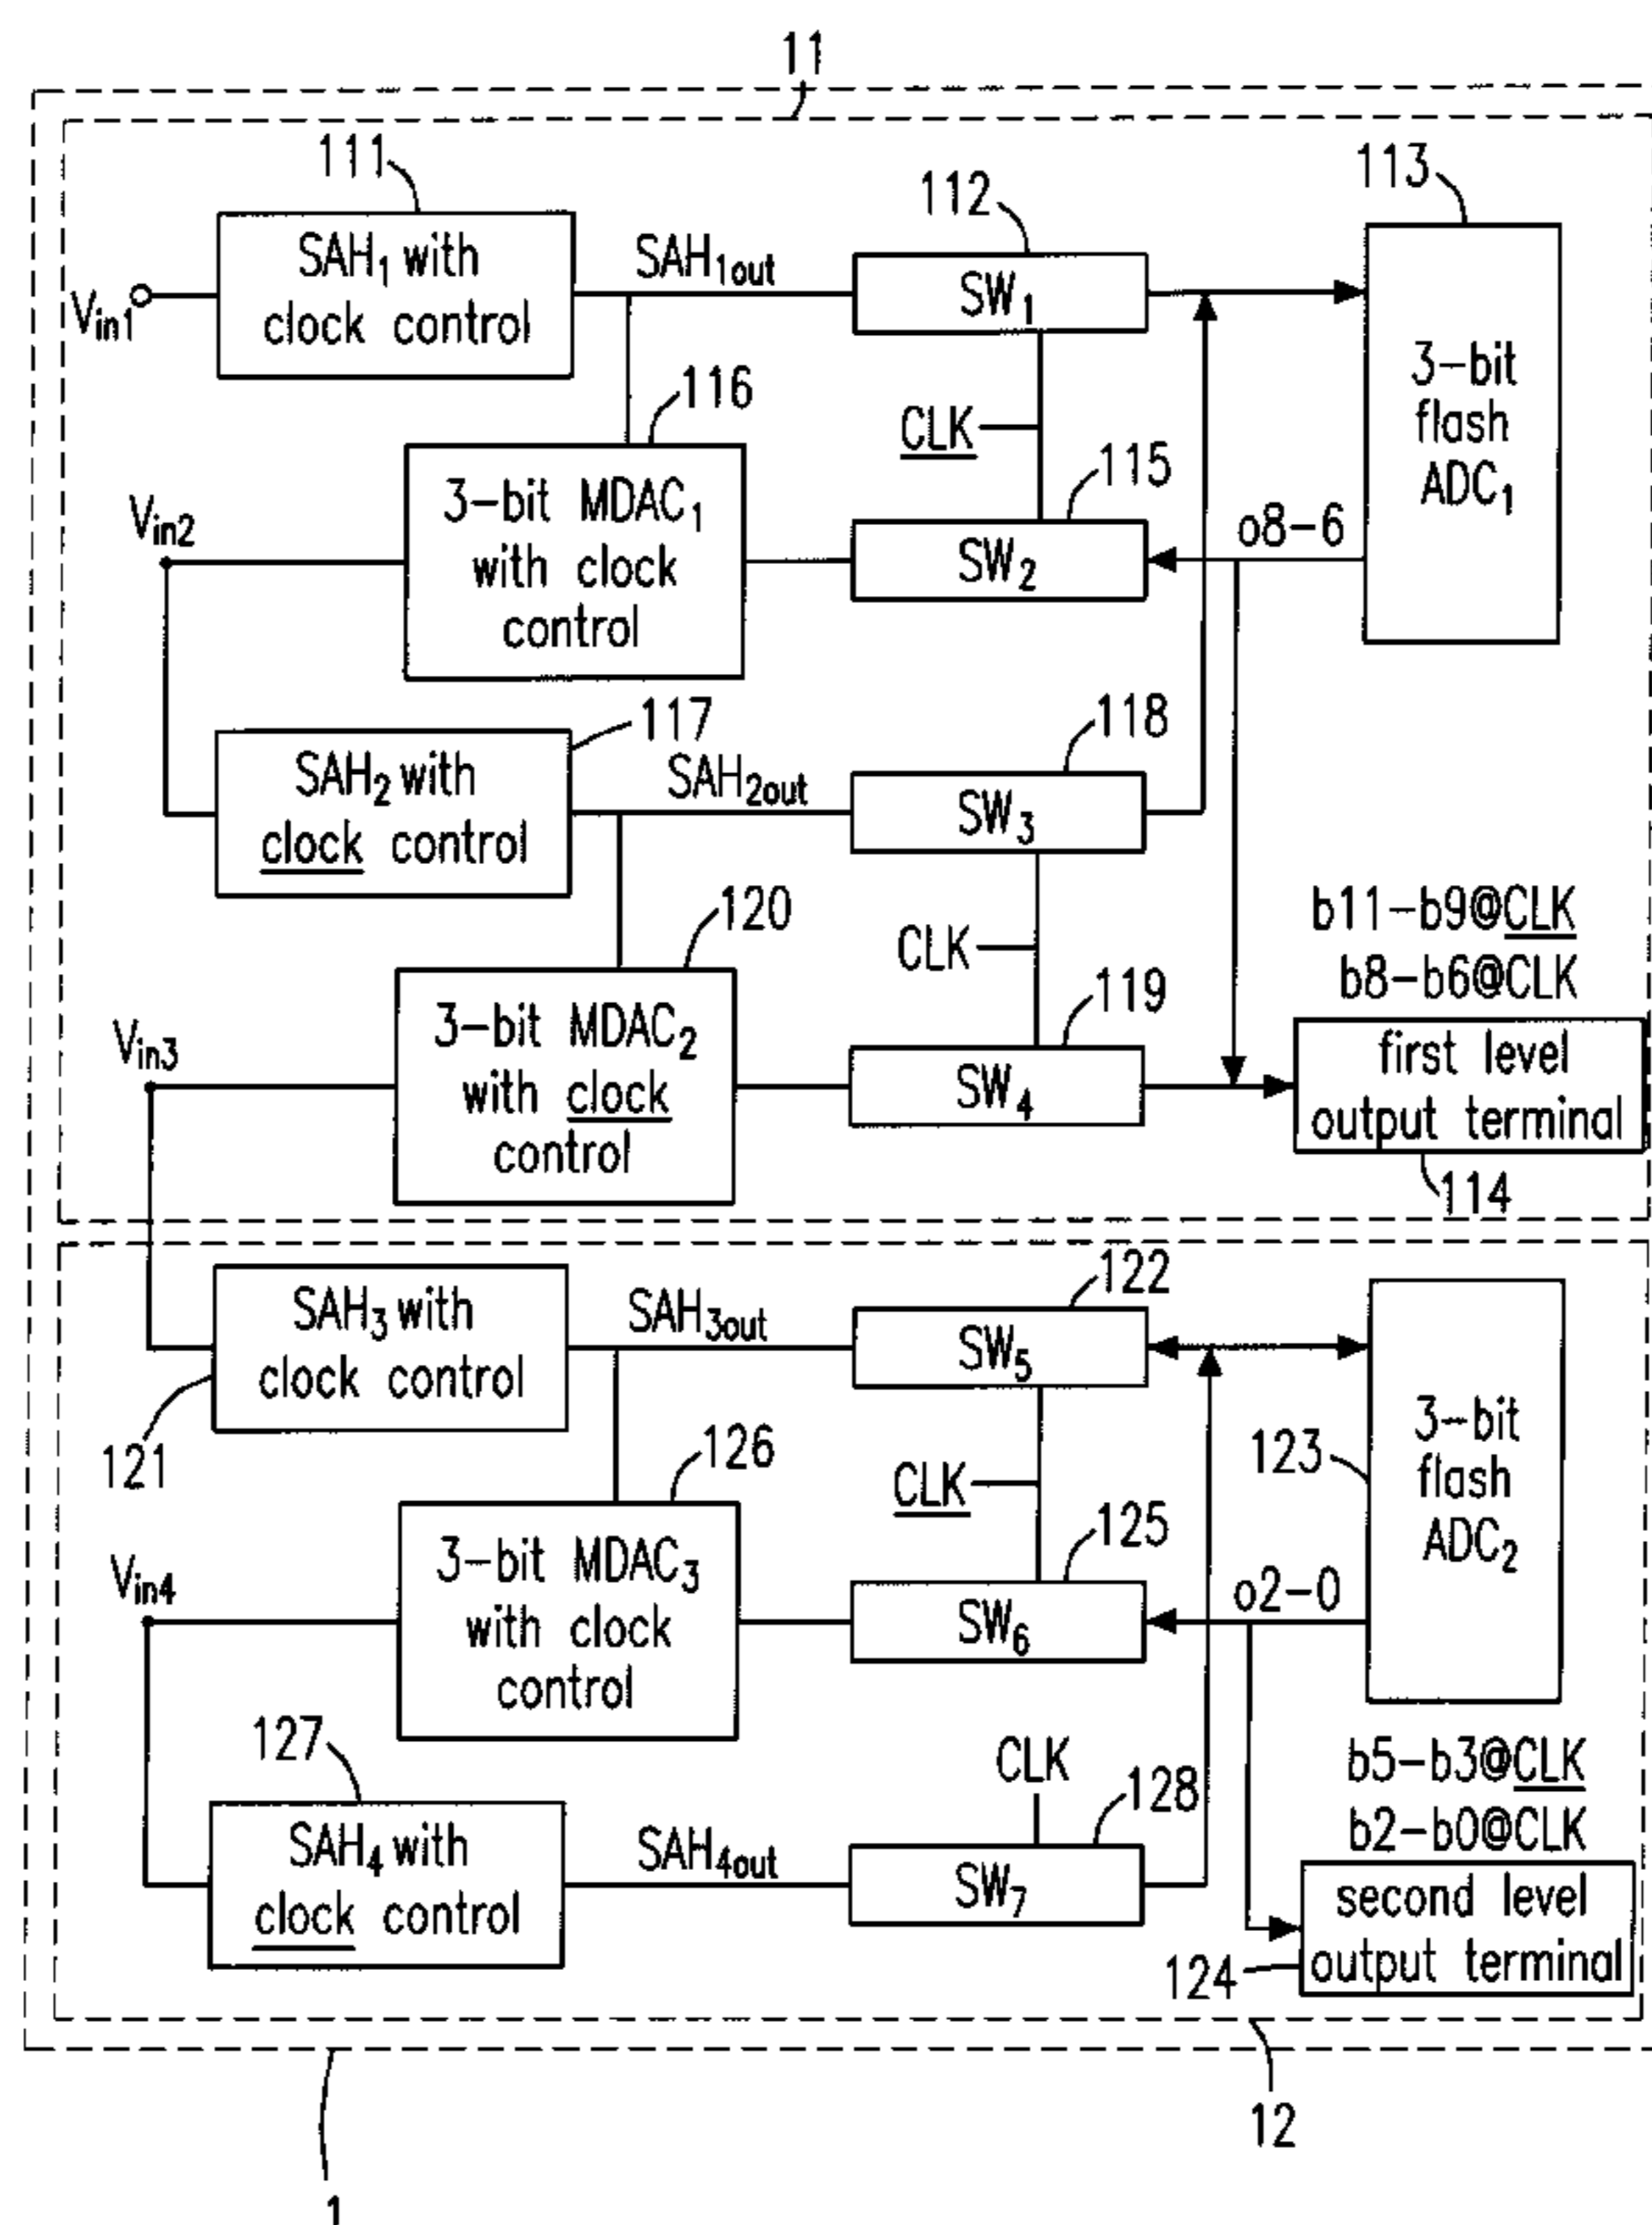 11
111
112
113
SAH1 with
clock control
SAH1out
SW1
Vin1
3-bit
flash
ADC1
116
CLK
115
3-bit MDAC1
with clock
control
Vin2
SW2
o8-6
117
118
SAH2 with
clock control
SAH2out
SW3
120
CLK
119
b11-b9@CLK
b8-b6@CLK
3-bit MDAC2
with clock
control
Vin3
SW4
first level
output terminal
114
122
SAH3 with
clock control
SAH3out
SW5
121
126
3-bit
flash
ADC2
123
CLK
125
3-bit MDAC3
with clock
control
Vin4
SW6
o2-0
127
CLK
128
b5-b3@CLK
b2-b0@CLK
SAH4 with
clock control
SAH4out
SW7
second level
output terminal
124
12
1